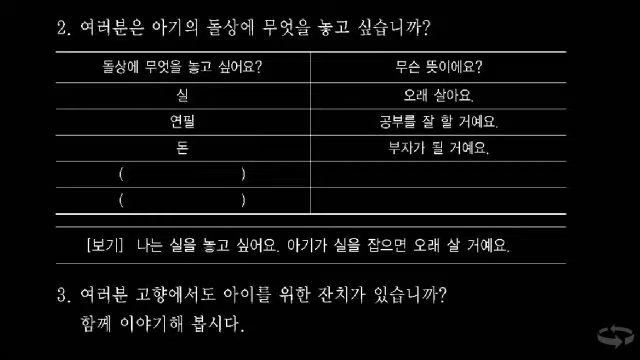 2. 여러분은 아기의 돌상에 무엇을 놓고 싶습니까?
돌상에 무엇을 놓고 싶어요? 무슨 뜻이에요?
실 오래 살아요.
연필 공부를 잘 할 거예요.
돈 부자가 될 거예요.
( )
( )
[보기] 나는 실을 놓고 싶어요. 아기가 실을 잡으면 오래 살 거예요.
3. 여러분 고향에서도 아이를 위한 잔치가 있습니까?
함께 이야기해 봅시다.